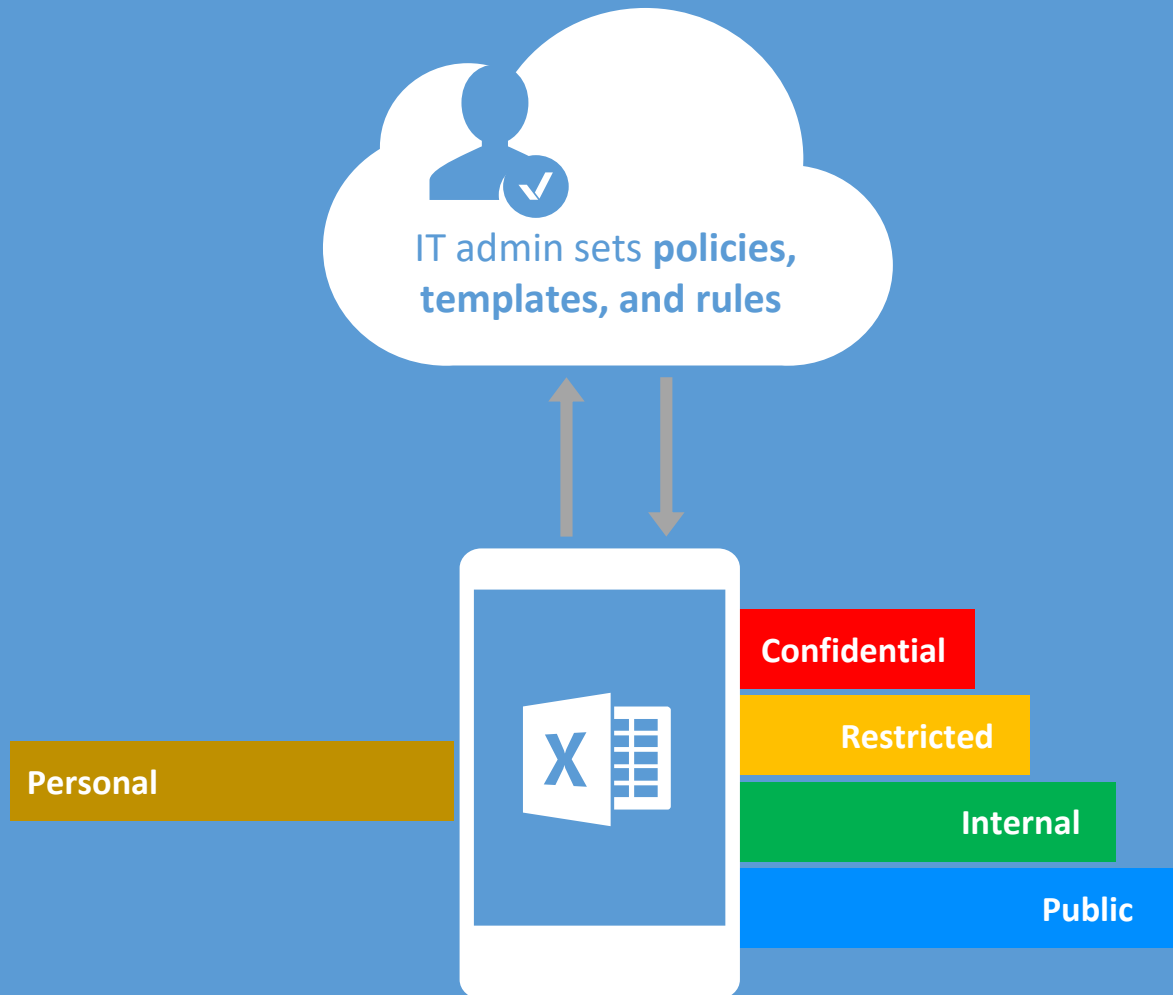 IT admin sets policies,
templates, and rules
Confidential
Restricted
Personal
X
Internal
Public